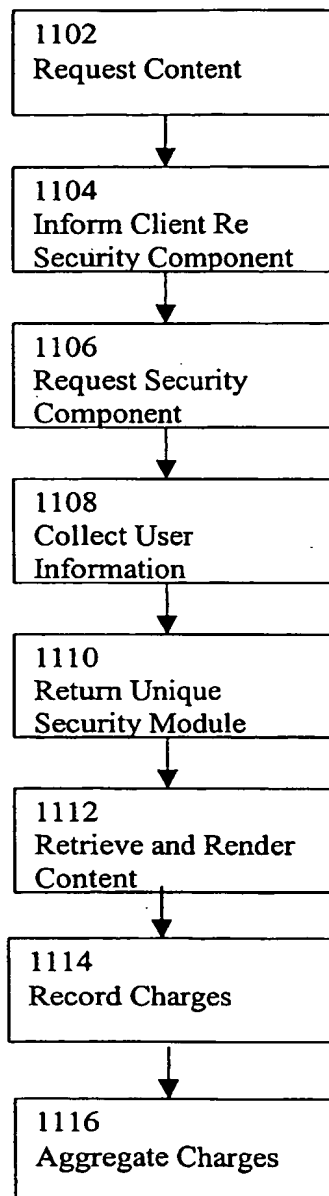 1102
Request Content
1104
Inform Client Re
Security Component
1106
Request Security
Component
1108
Collect User
Information
1110
Return Unique
Security Module
1112
Retrieve and Render
Content
1114
Record Charges
1116
Aggregate Charges